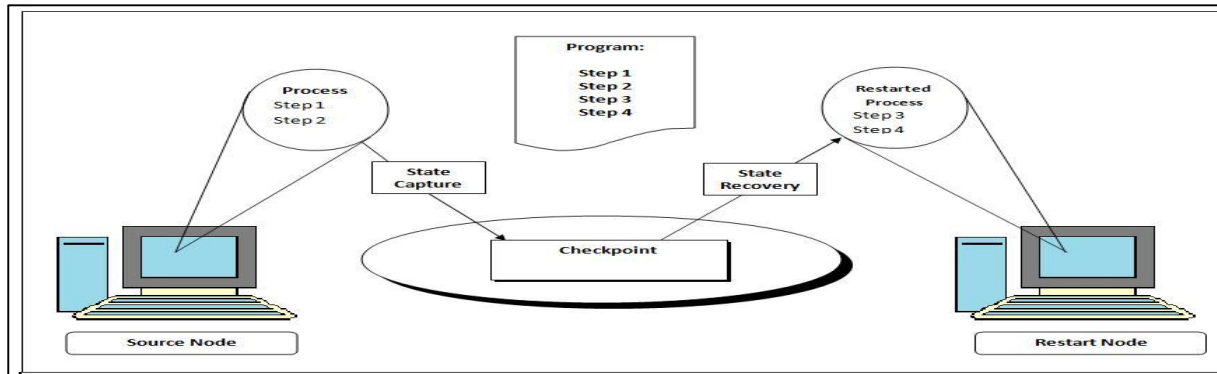 Program:
Step 1
Step 2
Step 3
Step 4
Process
Step 1
Step 2
Restarted
Process
Step 3
Step 4
State
Capture
State
Recovery
Checkpoint
Source Node
Restart Node